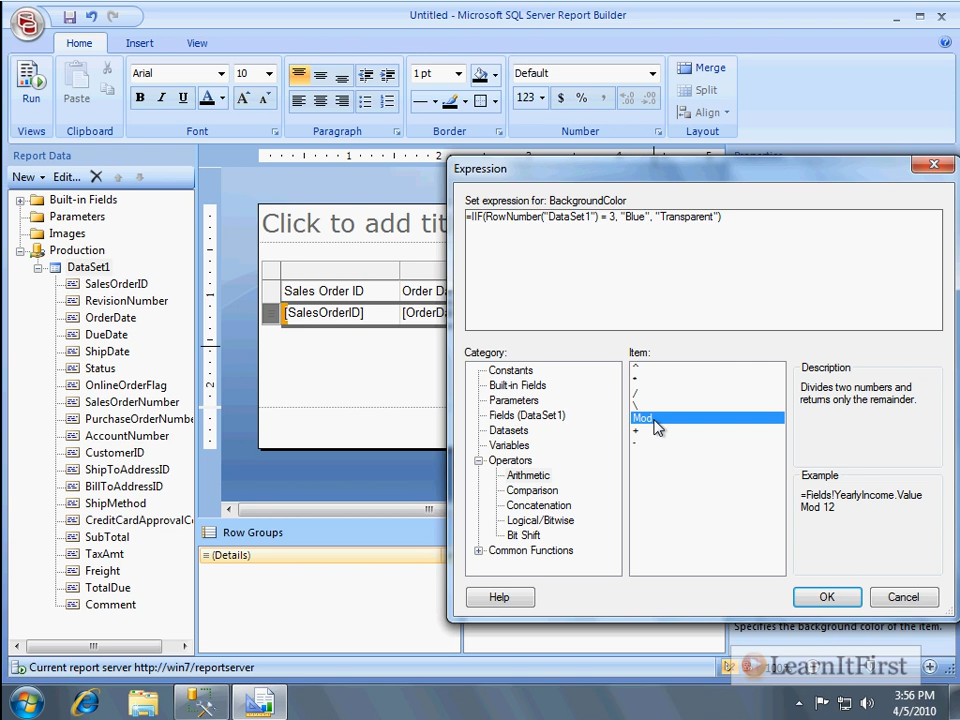 Untitled - Microsoft SQL Server Report Builder
Home
Insert
View
Run
Views
Paste
Clipboard
Arial
10
B I U A A A
Font
Paragraph
1 pt
Border
Default
123 $ % ,
Number
Merge
Split
Align
Layout
Report Data
New Edit...
Built-in Fields
Parameters
Images
Production
DataSet1
SalesOrderID
RevisionNumber
OrderDate
DueDate
ShipDate
Status
OnlineOrderFlag
SalesOrderNumber
PurchaseOrderNumb
AccountNumber
CustomerID
ShipToAddressID
BillToAddressID
ShipMethod
CreditCardApprovalC
SubTotal
TaxAmt
Freight
TotalDue
Comment
Click to add tit
Sales Order ID
Order D
[SalesOrderID]
[OrderDa
Row Groups
(Details)
Expression
Set expression for: BackgroundColor
=IIF(RowNumber("DataSet1") = 3, "Blue", "Transparent")
Category:
Constants
Built-in Fields
Parameters
Fields (DataSet1)
Datasets
Variables
Operators
Arithmetic
Comparison
Concatenation
Logical/Bitwise
Bit Shift
Common Functions
Item:
^
*
/
\
Mod
+
-
Description
Divides two numbers and
returns only the remainder.
Example
=Fields!YearlyIncome.Value
Mod 12
Help
OK
Cancel
Specifies the background color of the item.
Current report server http://win7/reportserver
100%
LearnItFirst
3:56 PM
4/5/2010